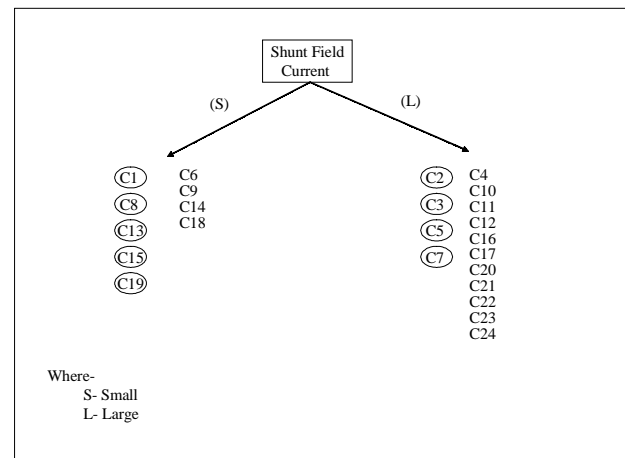 Shunt Field
Current
(S)
(L)
C1
C8
C13
C15
C19
C6
C9
C14
C18
C2
C3
C5
C7
C4
C10
C11
C12
C16
C17
C20
C21
C22
C23
C24
Where-
S- Small
L- Large